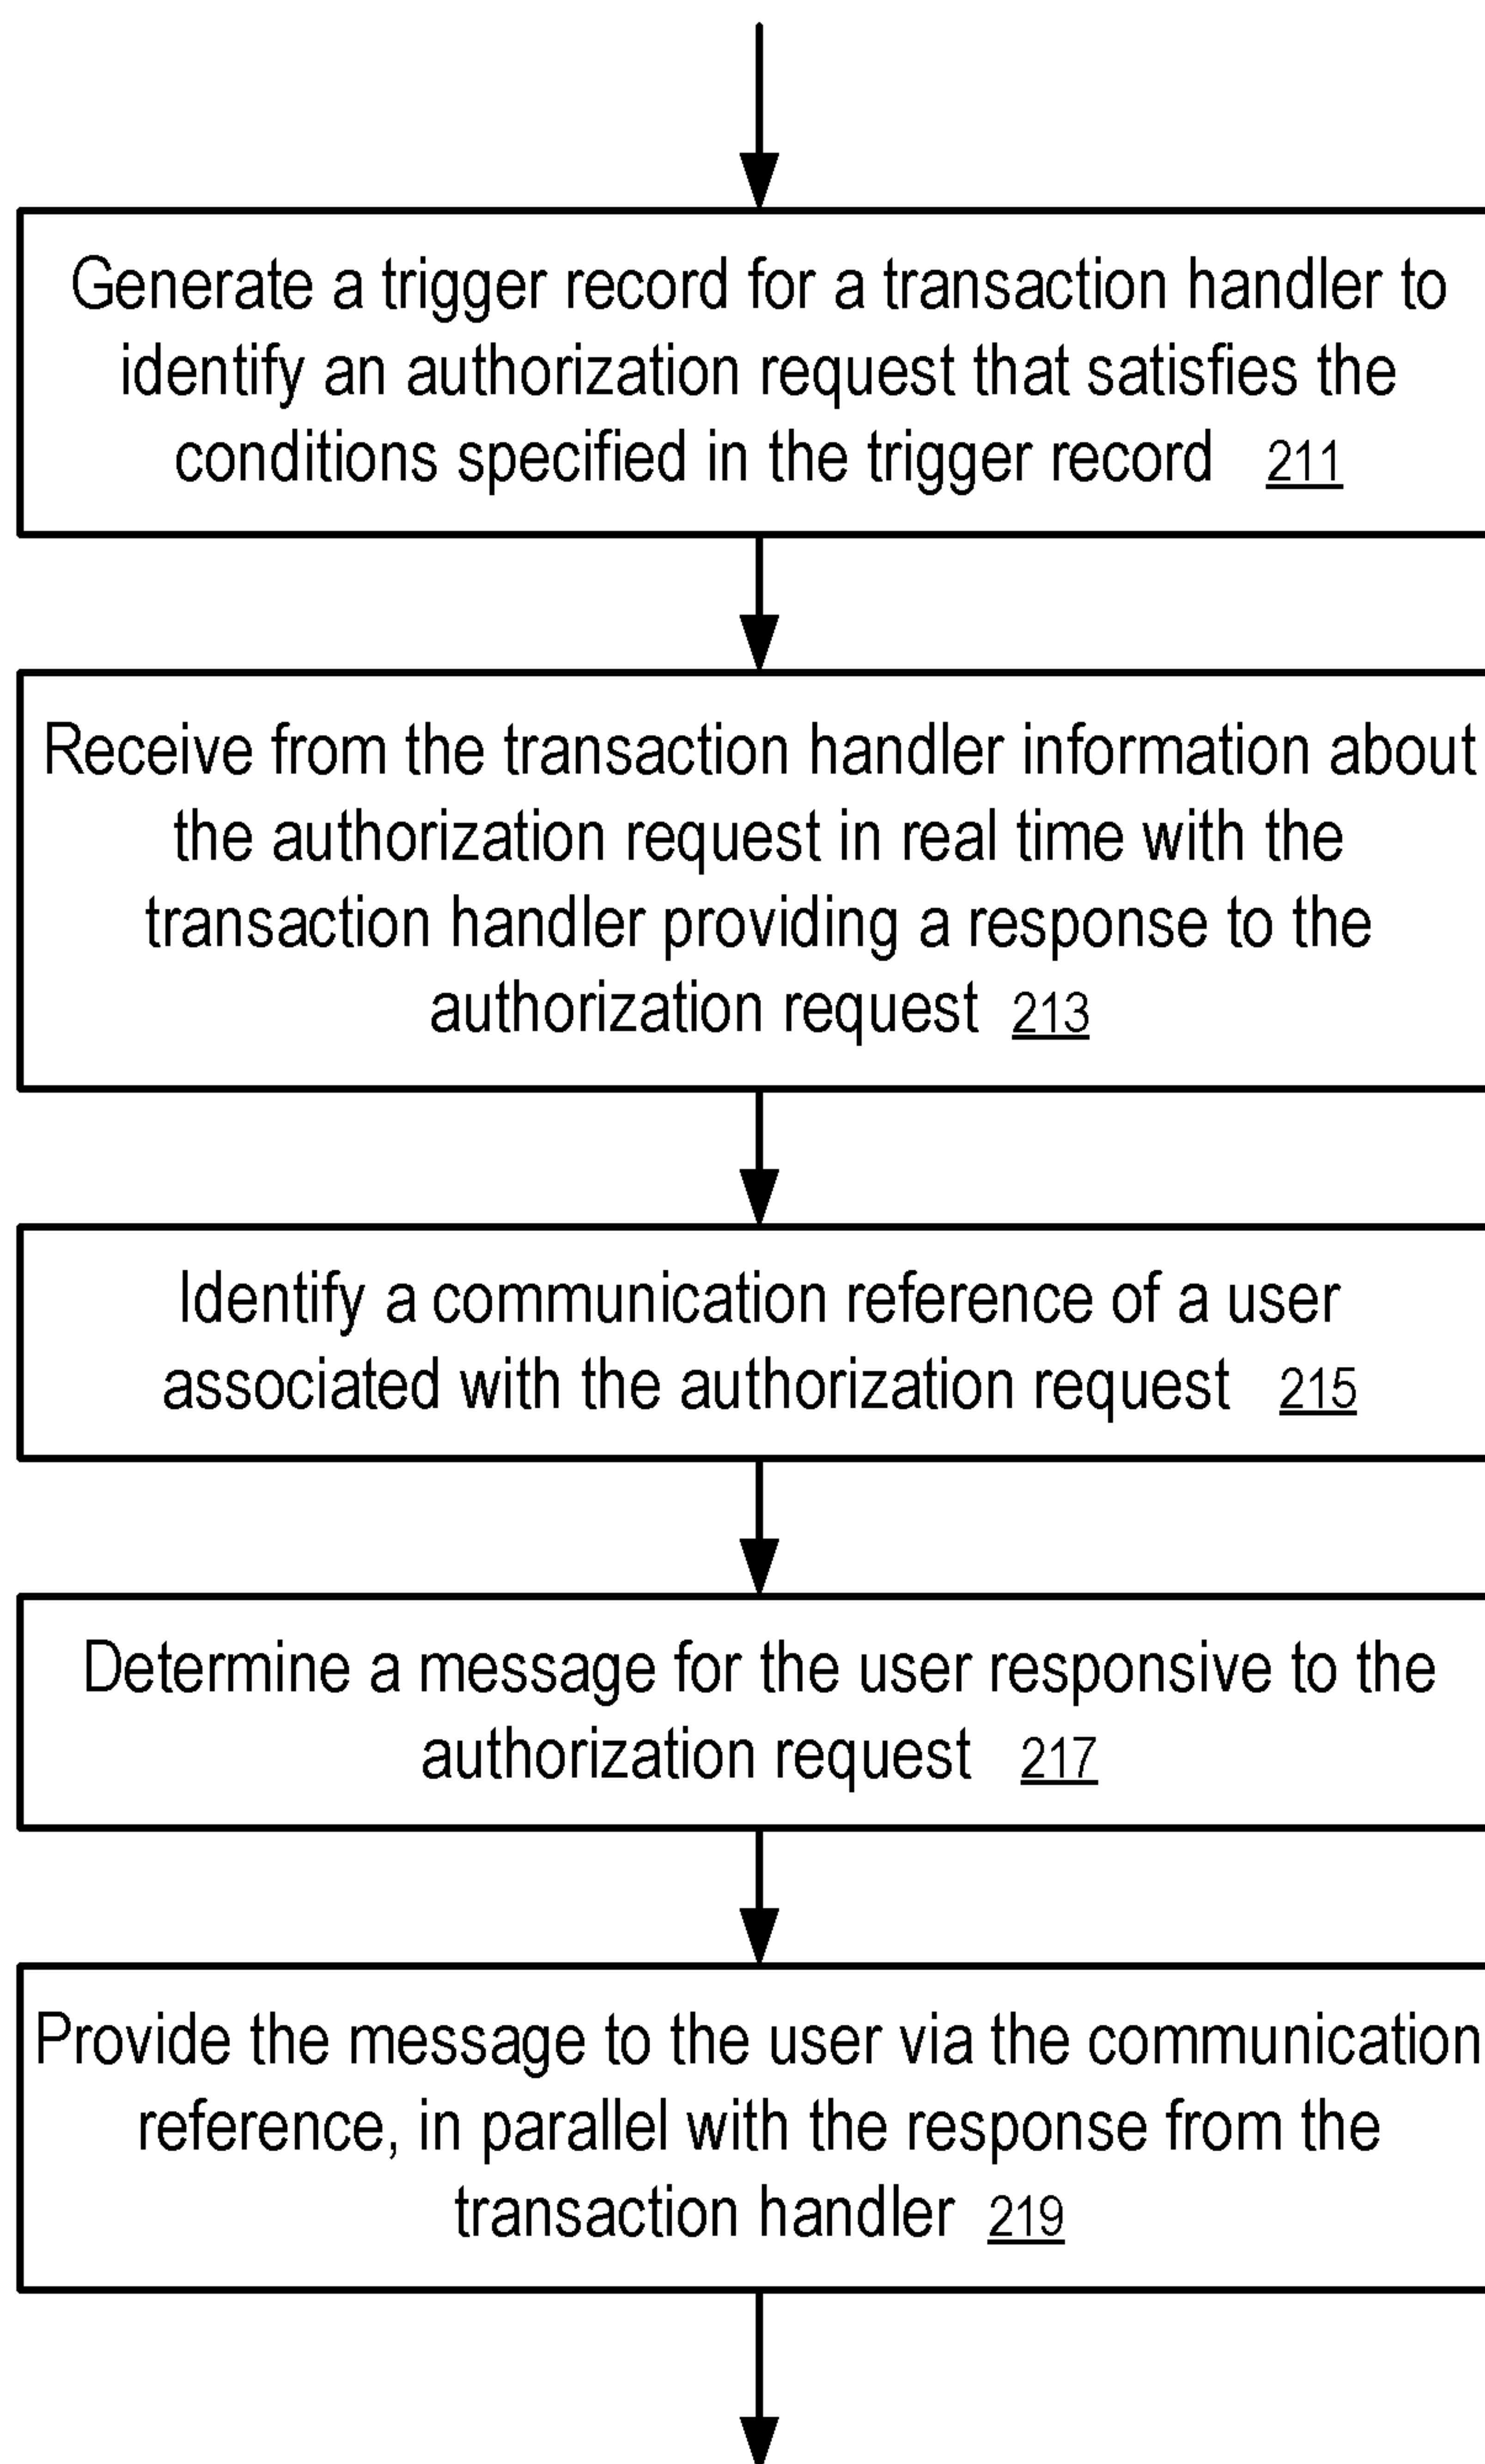 Generate a trigger record for a transaction handler to
identify an authorization request that satisfies the
conditions specified in the trigger record 211
Receive from the transaction handler information about
the authorization request in real time with the
transaction handler providing a response to the
authorization request 213
Identify a communication reference of a user
associated with the authorization request 215
Determine a message for the user responsive to the
authorization request 217
Provide the message to the user via the communication
reference, in parallel with the response from the
transaction handler 219